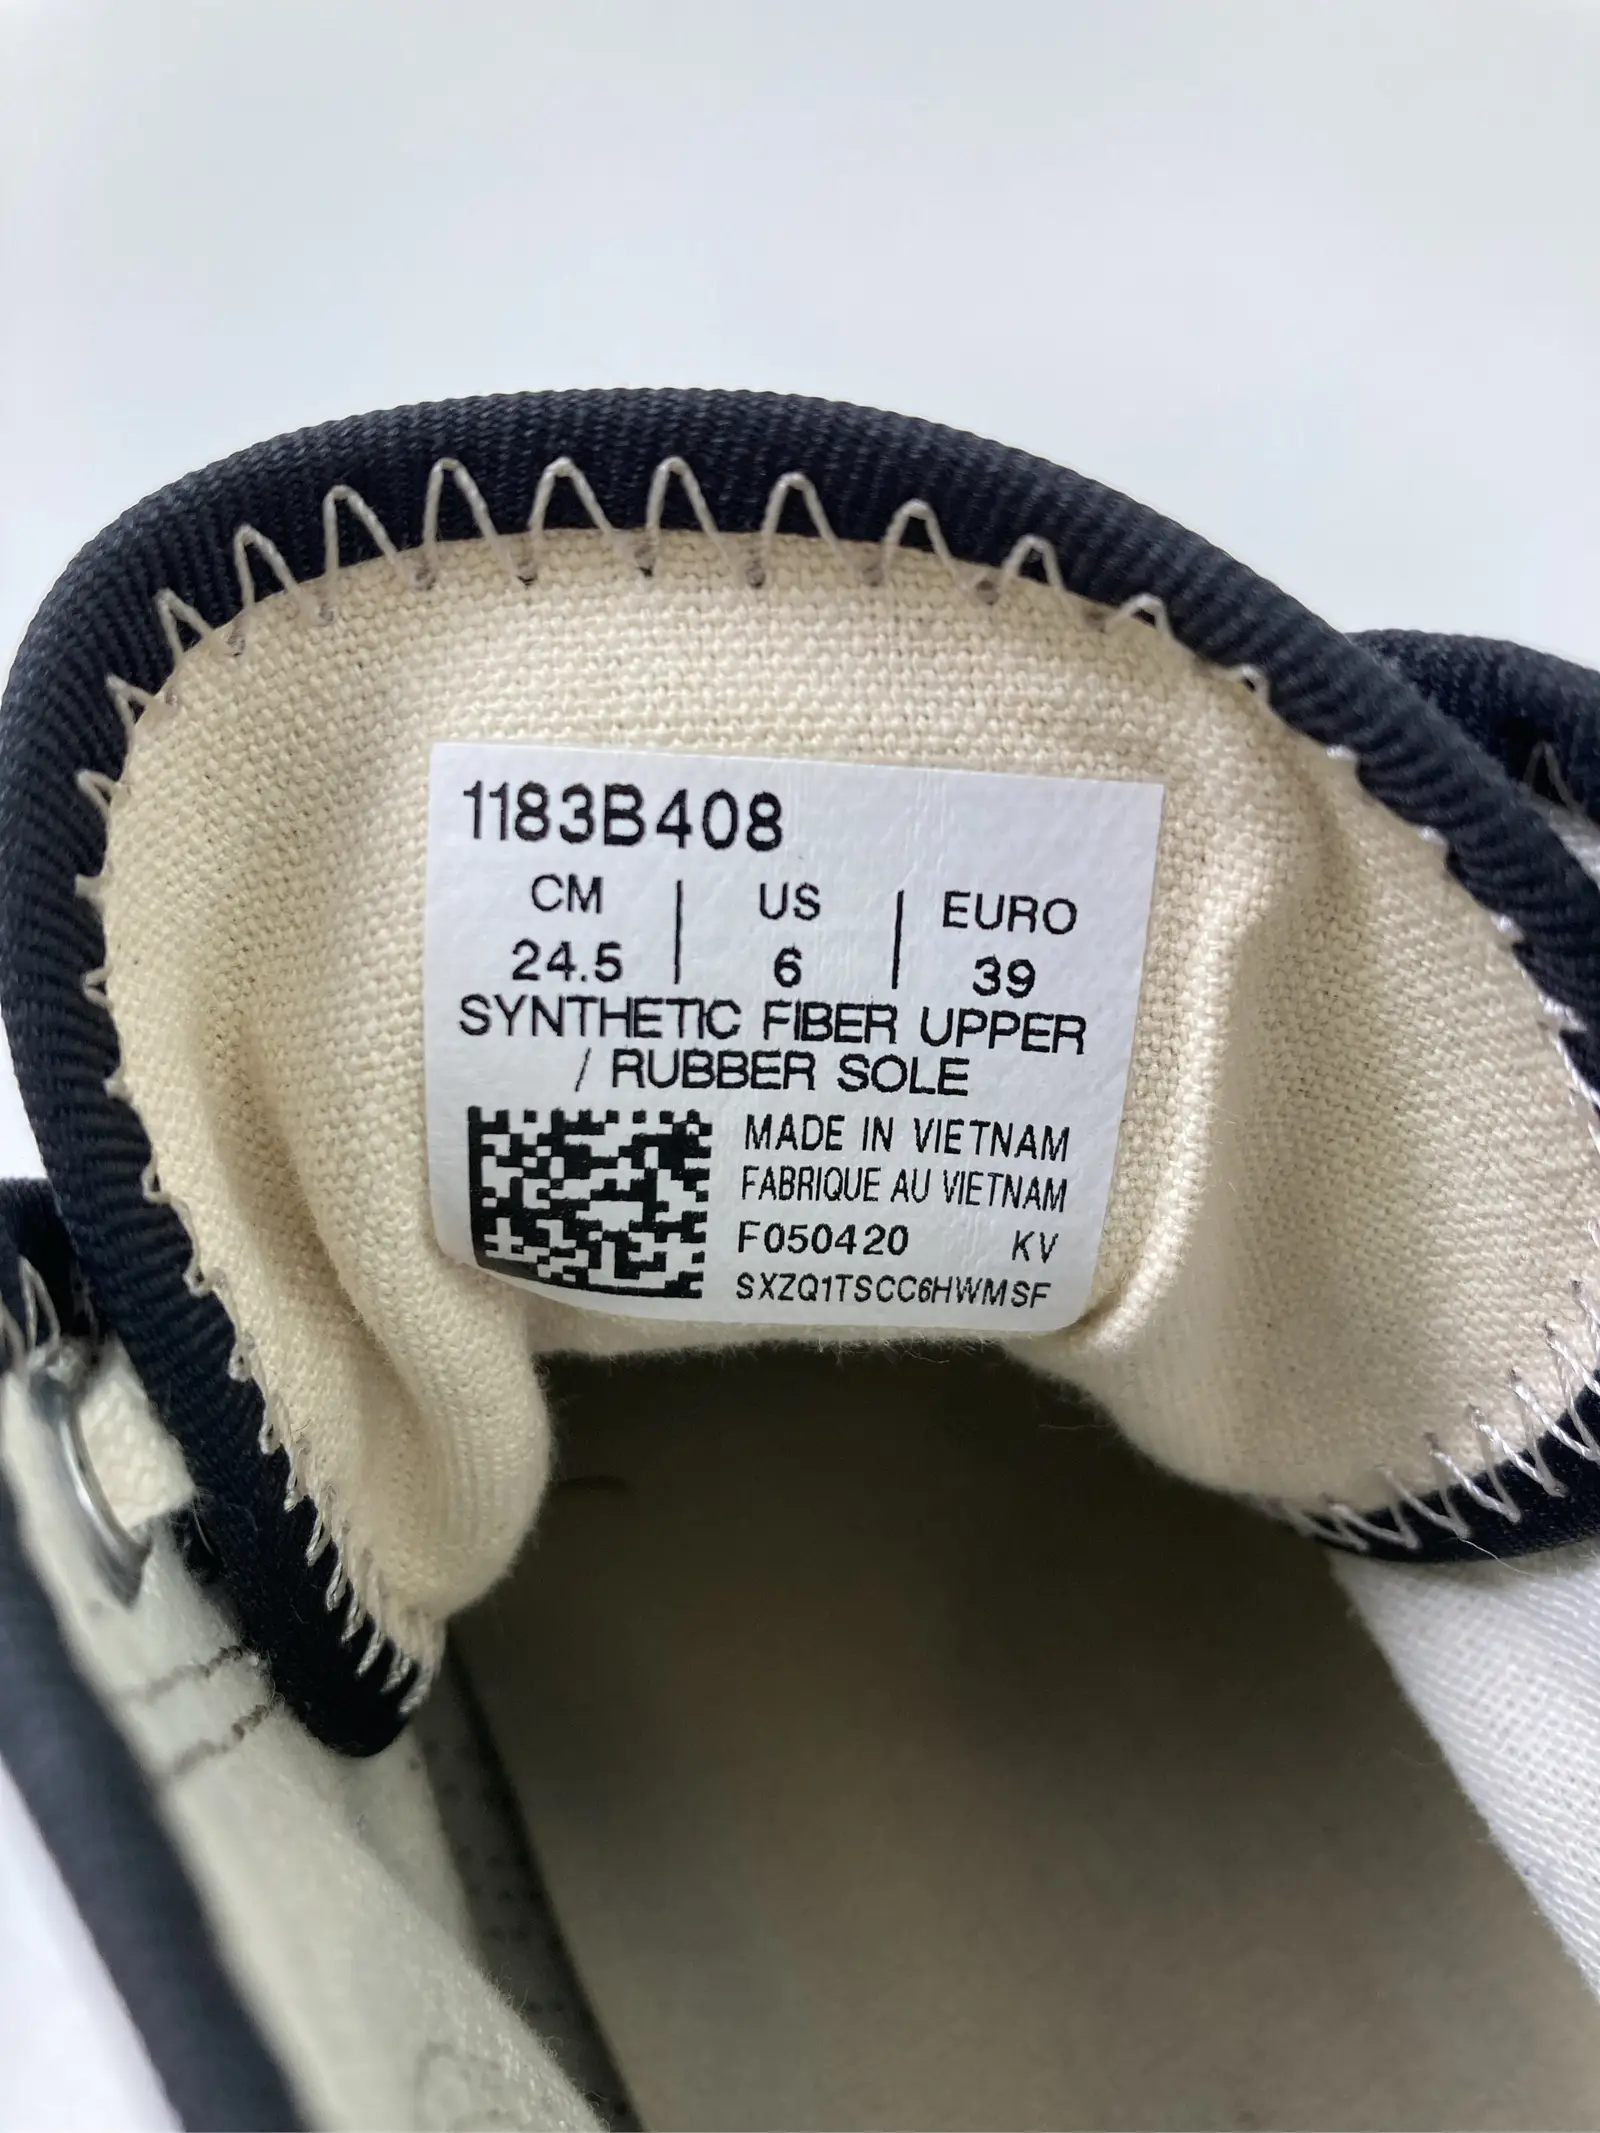 1183B408
CM | US | EURO
24.5 | 6 | 39
SYNTHETIC FIBER UPPER
/ RUBBER SOLE
MADE IN VIETNAM
FABRIQUE AU VIETNAM
F050420 KV
SXZQ1TSCC6HWMSF